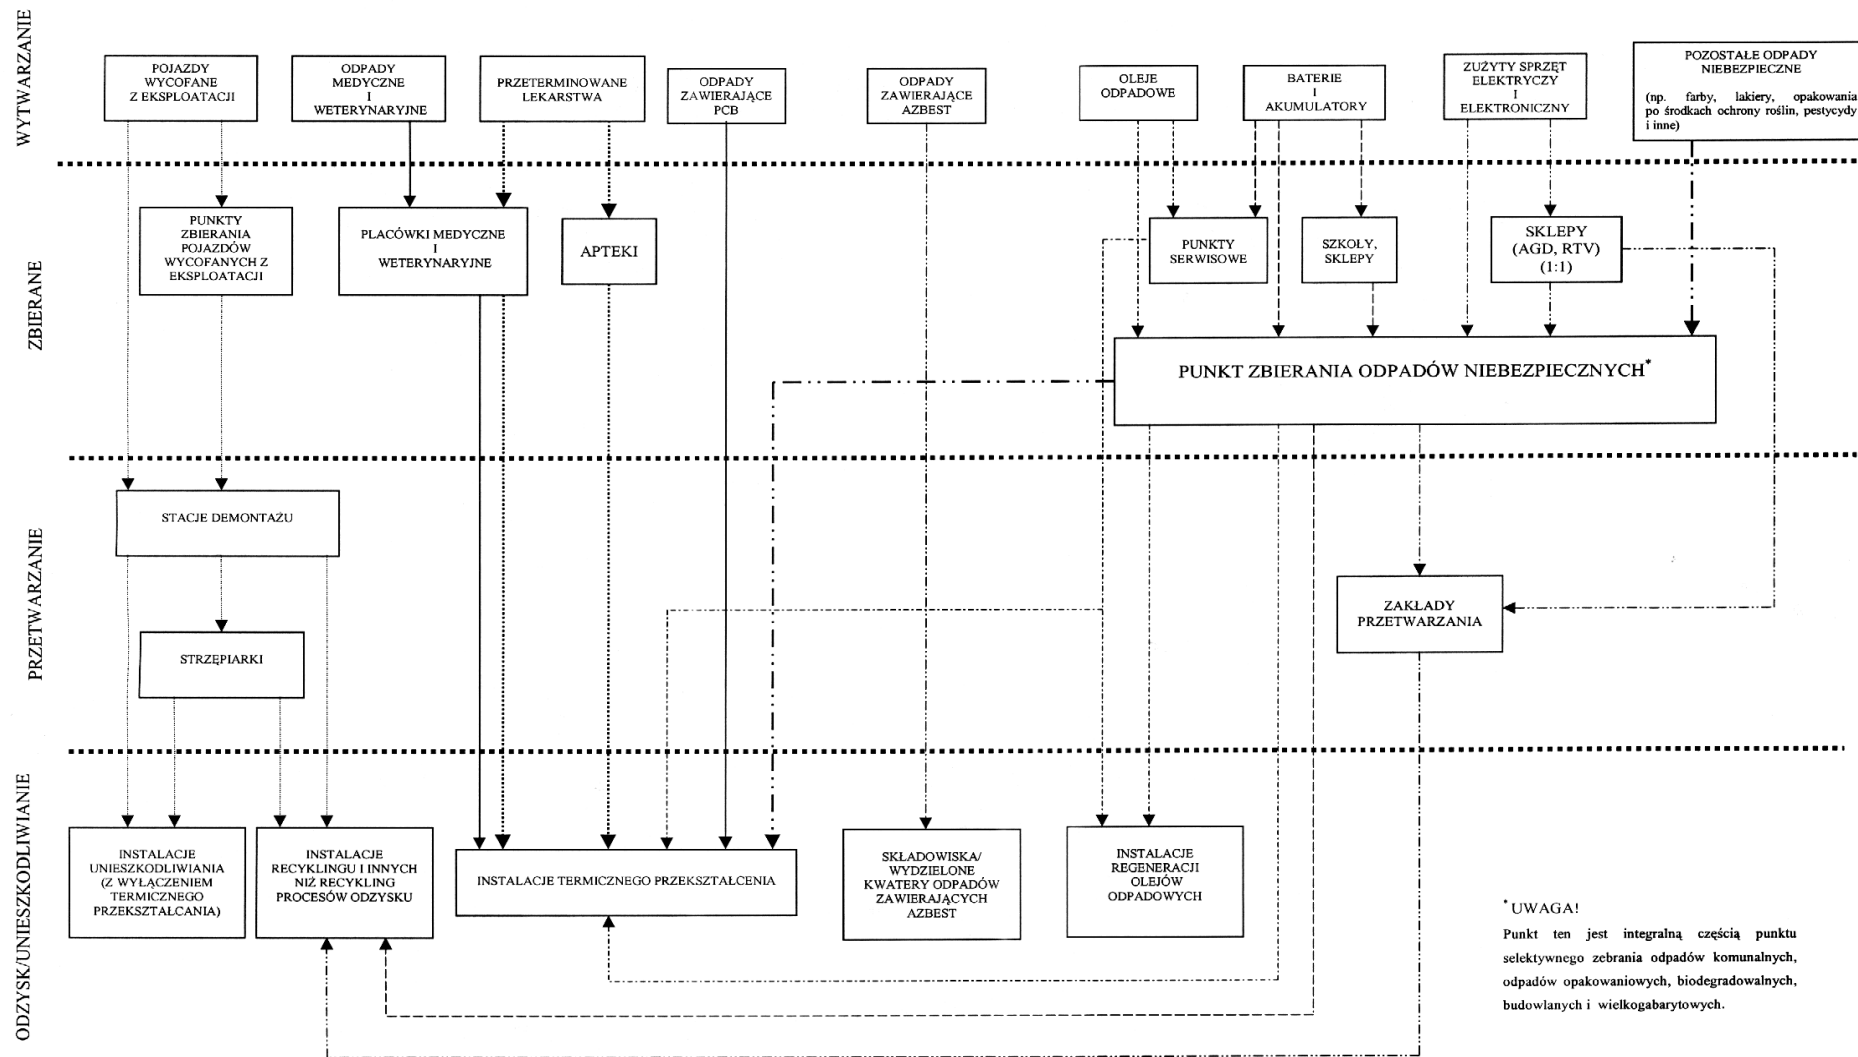 WYTWARZANIE
POJAZDY
WYCOFANE
Z EKSPLOATACJI
ODPADY
MEDYCZNE
I
WETERYNARYJNE
PRZETERMINOWANE
LEKARSTWA
ODPADY
ZAWIERAJĄCE
PCB
ODPADY
ZAWIERAJĄCE
AZBEST
OLEJE
ODPADOWE
BATERIE
I
AKUMULATORY
ZUŻYTY SPRZĘT
ELEKTRYCZY
I
ELEKTRONICZNY
POZOSTAŁE ODPADY
NIEBEZPIECZNE
(np. farby, lakiery, opakowania
po środkach ochrony roślin, pestycydy
i inne)
ZBIERANE
PUNKTY
ZBIERANIA
POJAZDÓW
WYCOFANYCH Z
EKSPLOATACJI
PLACÓWKI MEDYCZNE
I
WETERYNARYJNE
APTEKI
PUNKTY
SERWISOWE
SZKOŁY,
SKLEPY
SKLEPY
(AGD, RTV)
(1:1)
PUNKT ZBIERANIA ODPADÓW NIEBEZPIECZNYCH*
PRZETWARZANIE
STACJE DEMONTAŻU
STRZĘPIARKI
ZAKŁADY
PRZETWARZANIA
ODZYSK/UNIESZKODLIWIANIE
INSTALACJE
UNIESZKODLIWIANIA
(Z WYŁĄCZENIEM
TERMICZNEGO
PRZEKSZTAŁCANIA)
INSTALACJE
RECYKLINGU I INNYCH
NIŻ RECYKLING
PROCESÓW ODZYSKU
INSTALACJE TERMICZNEGO PRZEKSZTAŁCENIA
SKŁADOWISKA/
WYDZIELONE
KWATERY ODPADÓW
ZAWIERAJĄCYCH
AZBEST
INSTALACJE
REGENERACJI
OLEJÓW
ODPADOWYCH
* UWAGA!
Punkt ten jest integralną częścią punktu
selektywnego zebrania odpadów komunalnych,
odpadów opakowaniowych, biodegradowalnych,
budowlanych i wielkogabarytowych.